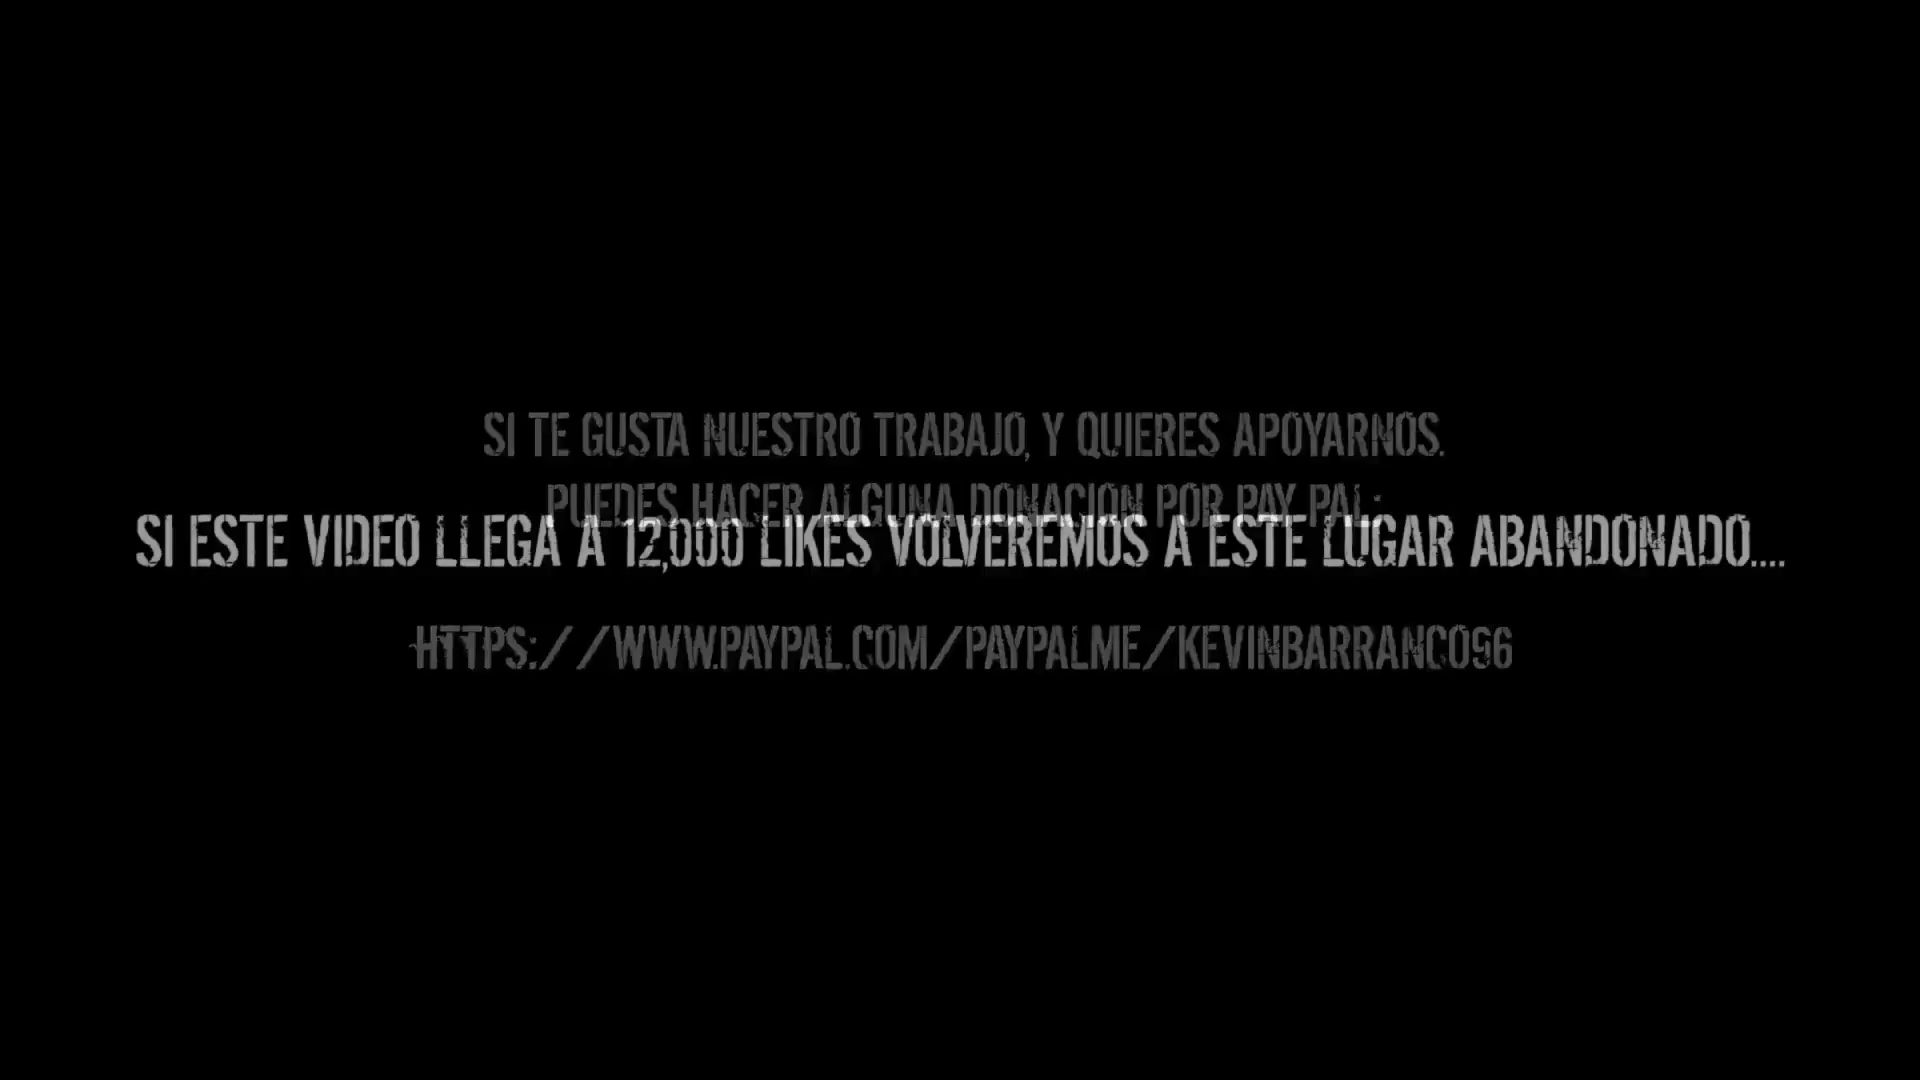 SI TE GUSTA NUESTRO TRABAJO, Y QUIERES APOYARNOS.
PUEDES HACER ALGUNA DONACION POR PAY PAL:
SI ESTE VIDEO LLEGA A 12,000 LIKES VOLVEREMOS A ESTE LUGAR ABANDONADO....
HTTPS://WWW.PAYPAL.COM/PAYPALME/KEVINBARRANCO96